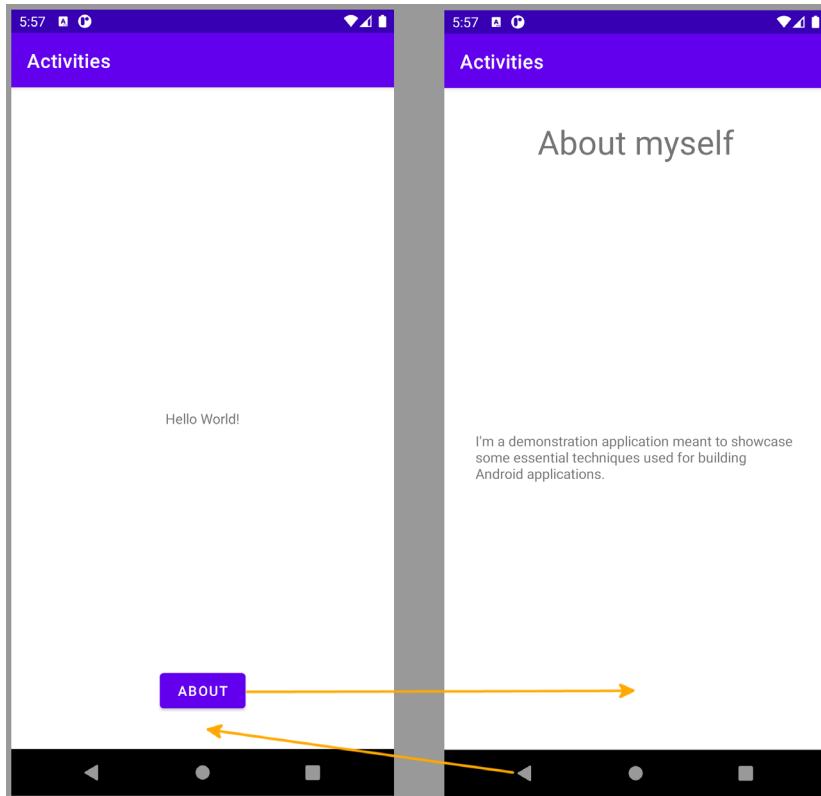 5:57
Activities
Hello World!
ABOUT
5:57
Activities
About myself
I'm a demonstration application meant to showcase
some essential techniques used for building
Android applications.